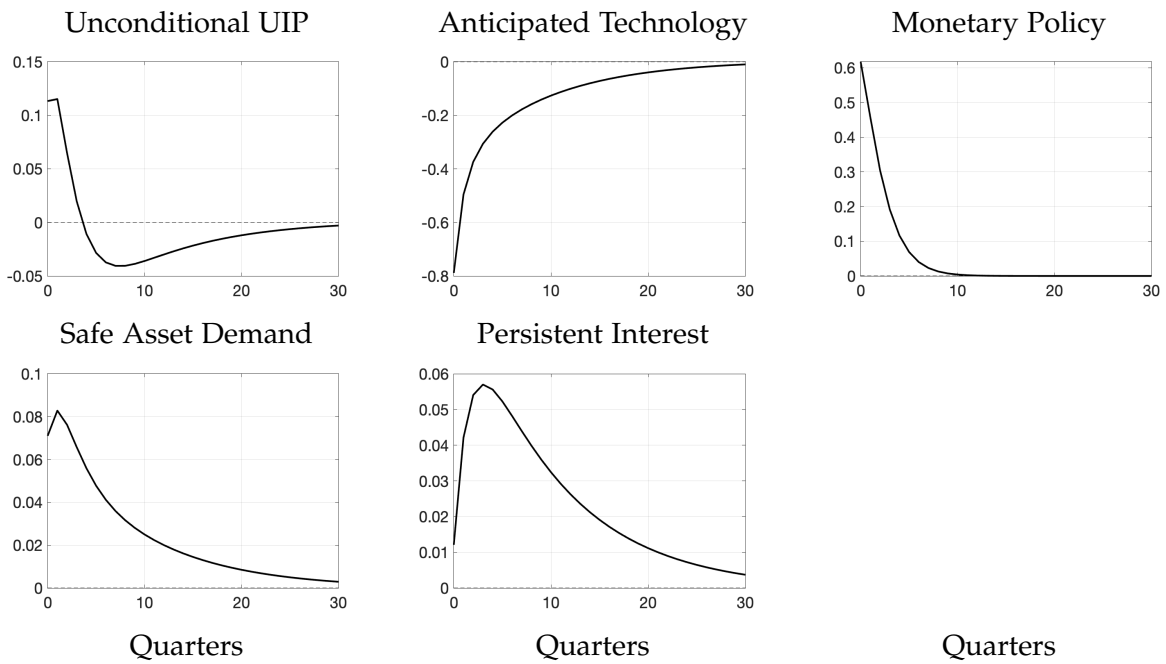 Unconditional UIP
0.15
0.1
0.05
0
-0.05
0 10 20 30
Anticipated Technology
0
-0.2
-0.4
-0.6
-0.8
0 10 20 30
Monetary Policy
0.6
0.5
0.4
0.3
0.2
0.1
0
0 10 20 30
Safe Asset Demand
0.1
0.08
0.06
0.04
0.02
0
0 10 20 30
Quarters
Persistent Interest
0.06
0.05
0.04
0.03
0.02
0.01
0
0 10 20 30
Quarters
Quarters